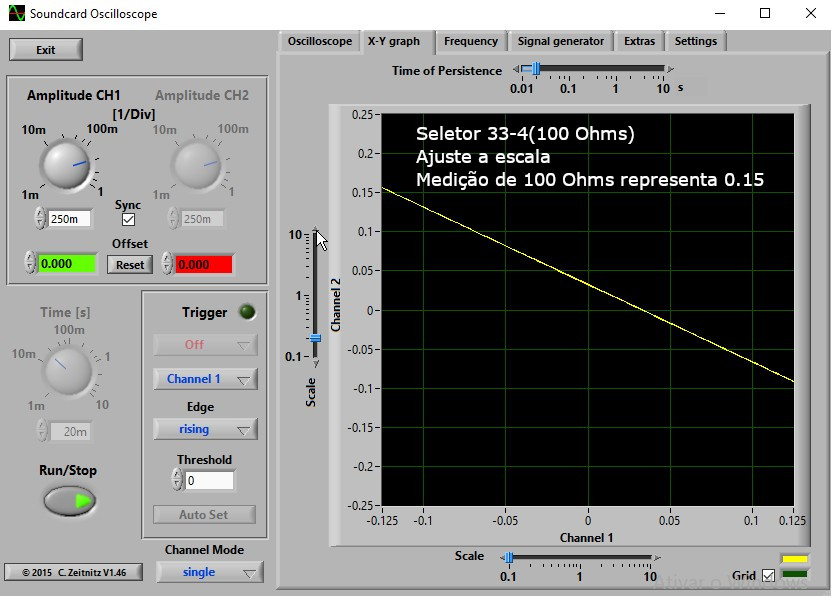 Soundcard Oscilloscope
Exit
Oscilloscope X-Y graph Frequency Signal generator Extras Settings
Time of Persistence
0.01 0.1 1 10 s
Amplitude CH1 Amplitude CH2
[1/Div]
10m 100m 10m 100m
1m 1 1m 1
250m Sync 250m
Offset
0.000 Reset 0.000
Time [s]
100m
10m 1
1m 10
20m
Run/Stop
Trigger
Off
Channel 1
Edge
rising
Threshold
0
Auto Set
Channel Mode
single
© 2015 C. Zeitnitz V1.46
10
1
0.1
Scale
Channel 2
0.25
0.2
0.15
0.1
0.05
0
-0.05
-0.1
-0.15
-0.2
-0.25
Seletor 33-4(100 Ohms)
Ajuste a escala
Medição de 100 Ohms representa 0.15
-0.125 -0.1 -0.05 0 0.05 0.1 0.125
Channel 1
Scale
0.1 1 10
Grid
Ativar o Windows